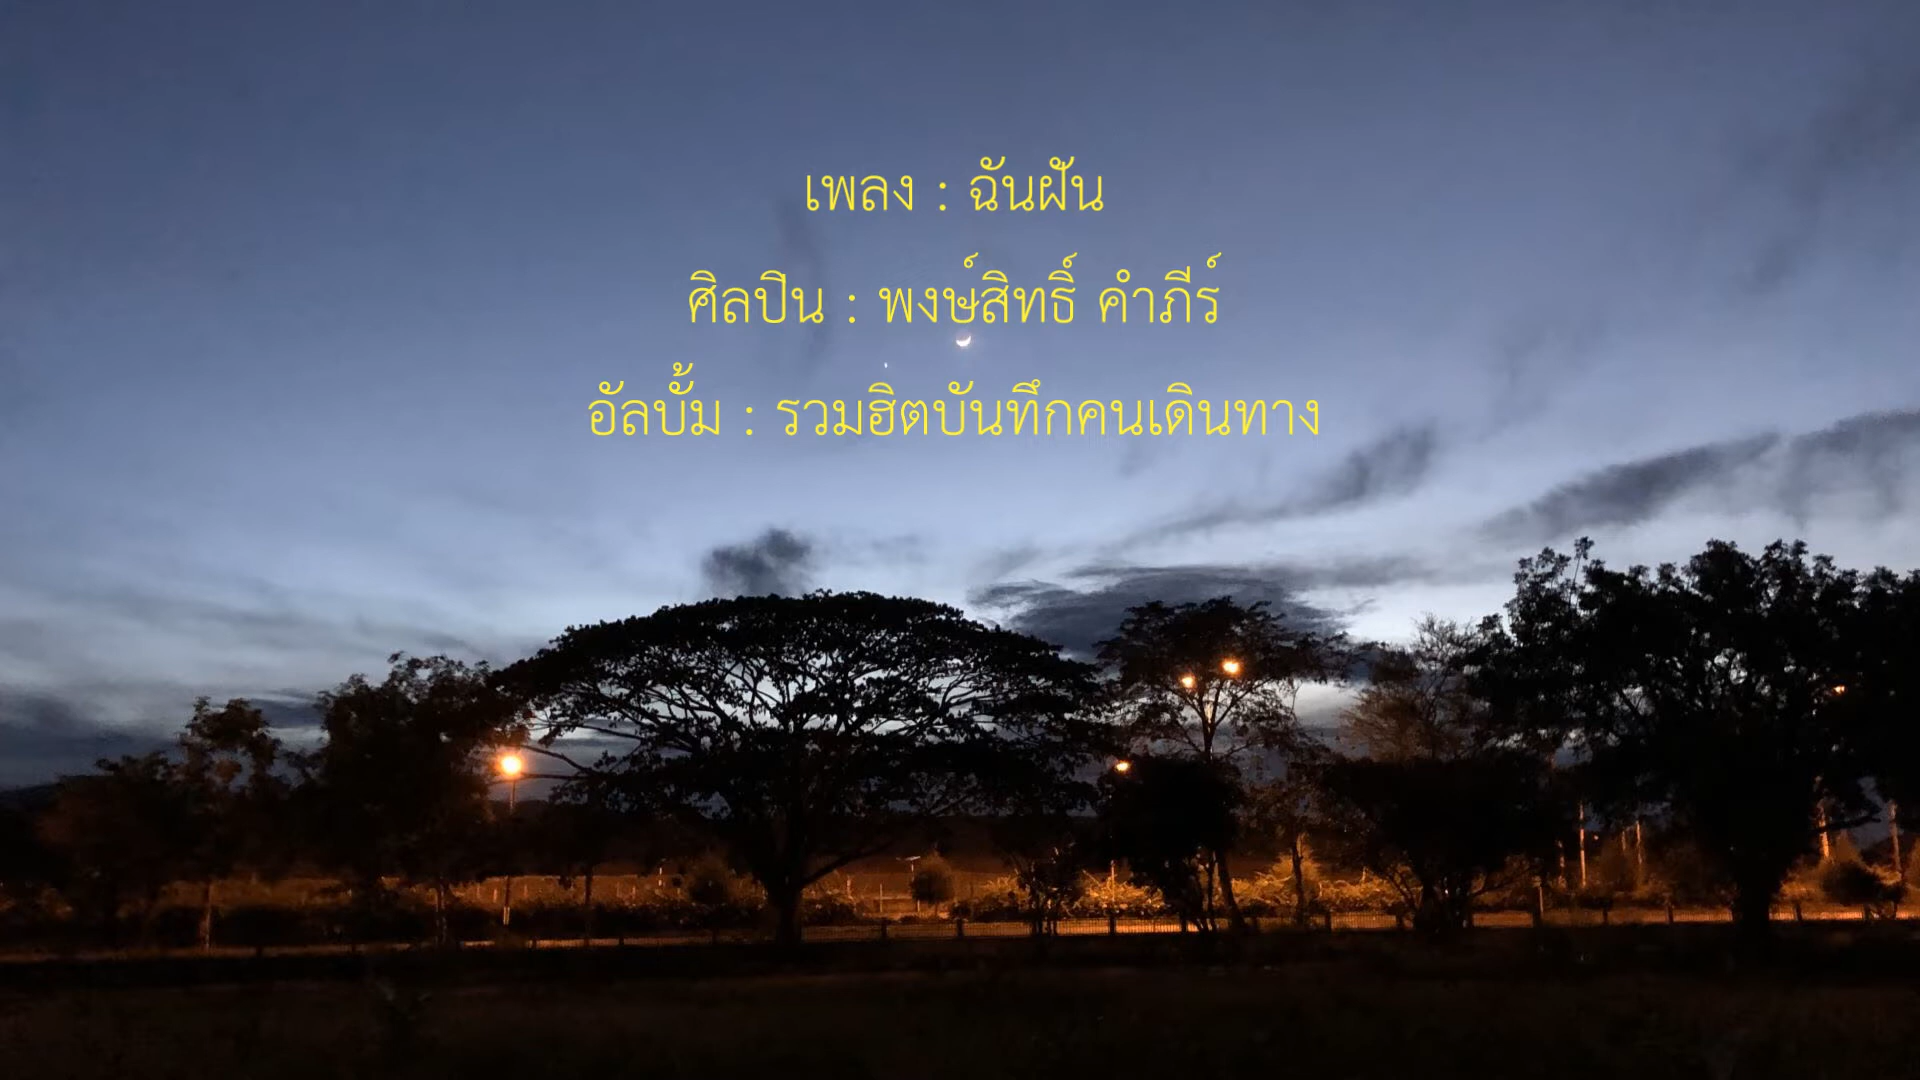 เพลง : ฉันฝัน
ศิลปิน : พงษ์สิทธิ์ คำภีร์
อัลบั้ม : รวมฮิตบันทึกคนเดินทาง